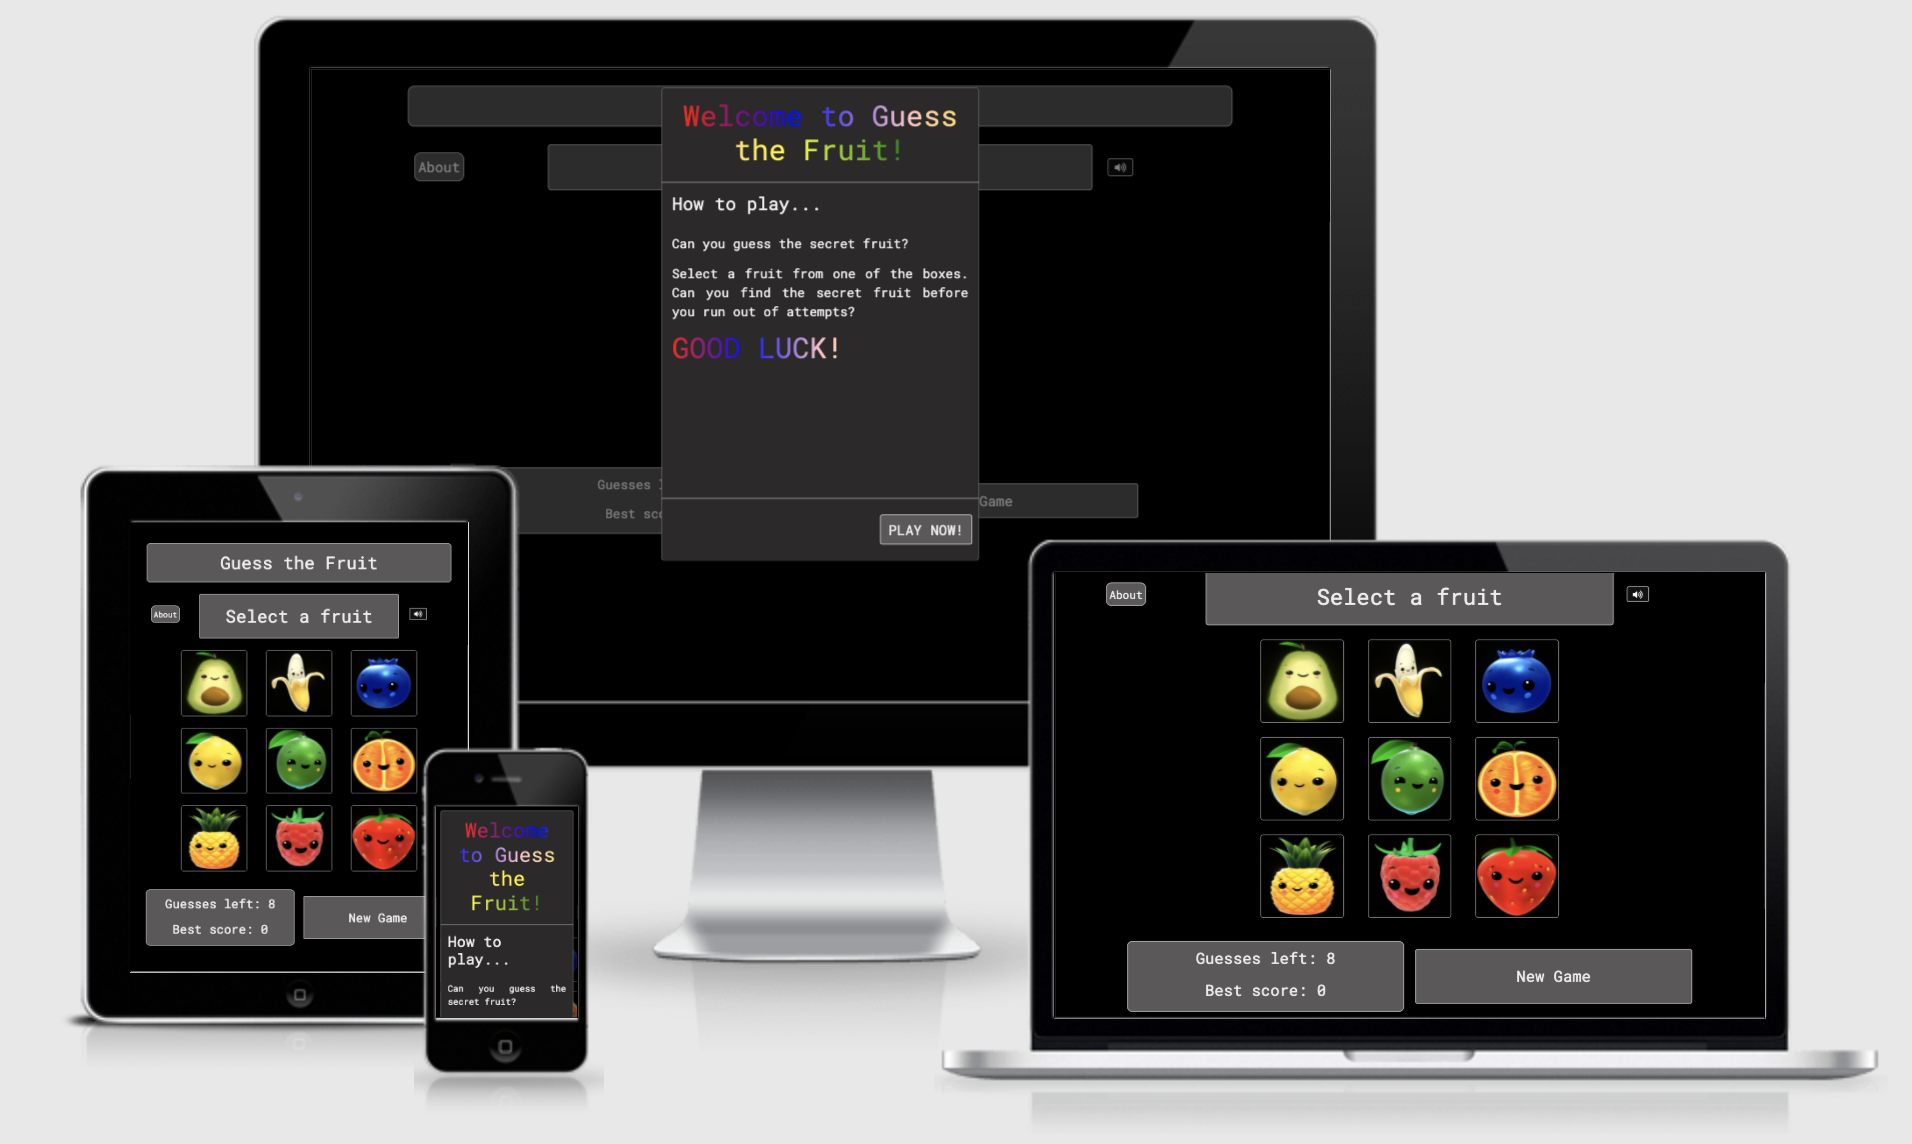 Welcome to Guess
the Fruit!
About
How to play...
Can you guess the secret fruit?
Select a fruit from one of the boxes.
Can you find the secret fruit before
you run out of attempts?
GOOD LUCK!
Guesses
Best
Game
PLAY NOW!
Guess the Fruit
About
Select a fruit
Guesses left: 8
Best score: 0
New Game
Welcome
to Guess
the
Fruit!
How to
play...
Can you guess the
secret fruit?
About
Select a fruit
Guesses left: 8
Best score: 0
New Game